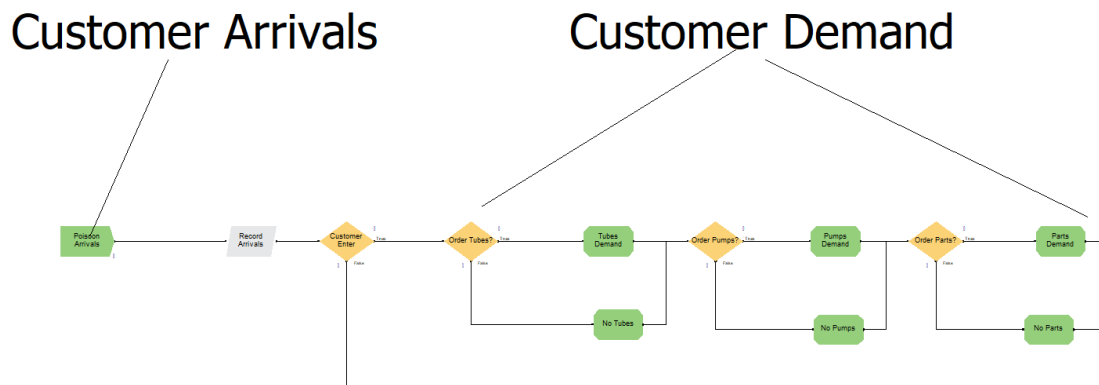 Customer Arrivals
Customer Demand
Poisson
Arrivals
Record
Arrivals
Customer
Enter
True
False
Order Tubes?
True
False
Tubes
Demand
No Tubes
Order Pumps?
True
False
Pumps
Demand
No Pumps
Order Parts?
True
False
Parts
Demand
No Parts